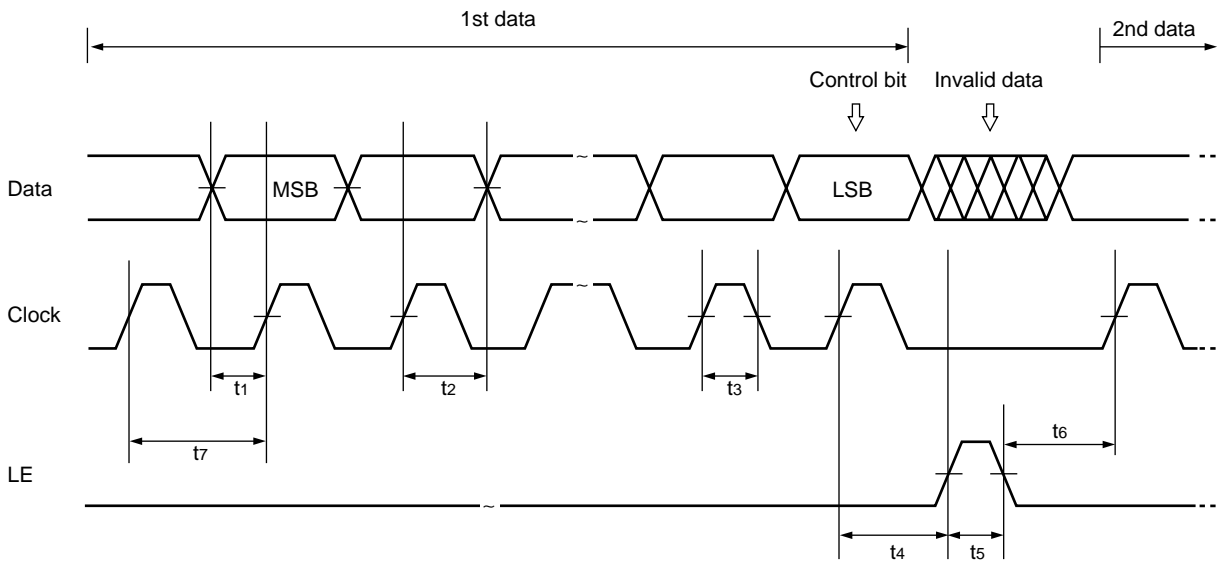 1st data
2nd data
Control bit
Invalid data
Data
MSB
LSB
Clock
t1
t2
t3
t7
t6
LE
t4
t5